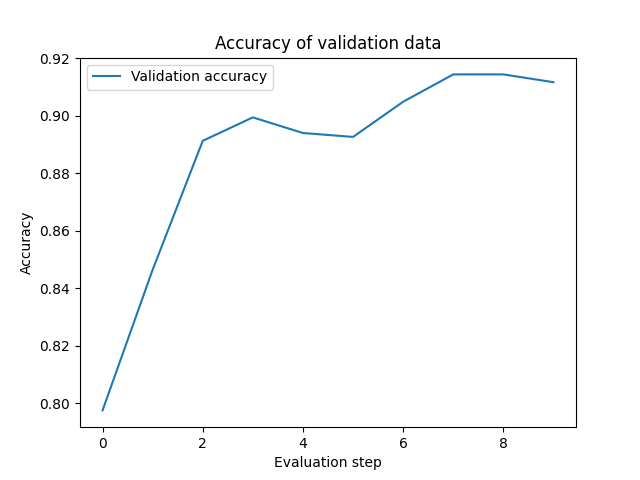 Accuracy of validation data
Validation accuracy
0.92
0.90
0.88
0.86
0.84
0.82
0.80
Accuracy
0 2 4 6 8
Evaluation step